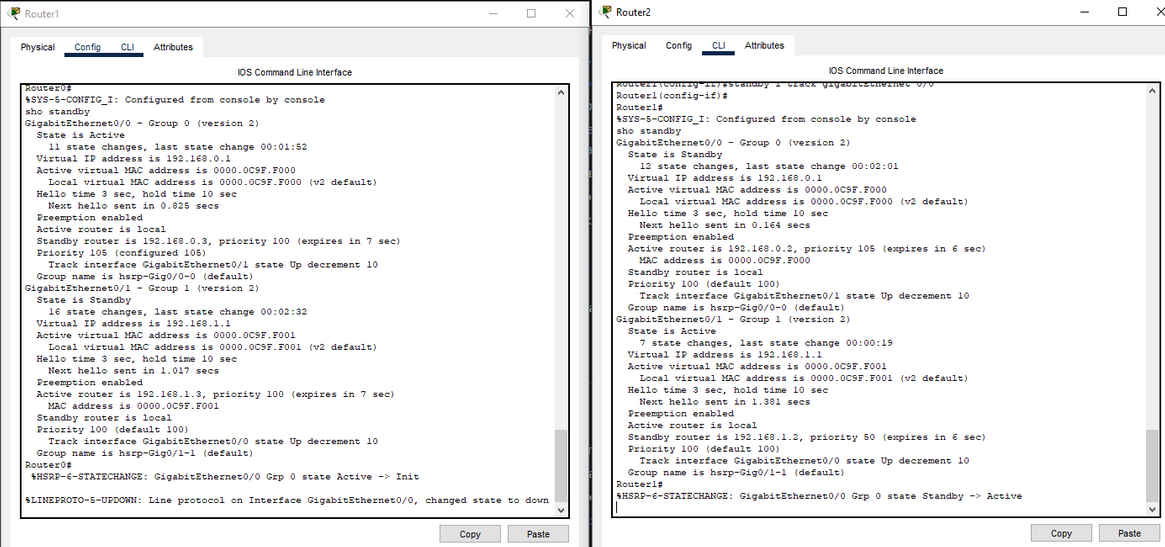 Router1
Physical
Config
CLI
Attributes
IOS Command Line Interface
Router0#
%SYS-5-CONFIG_I: Configured from console by console
sho standby
GigabitEthernet0/0 - Group 0 (version 2)
State is Active
11 state changes, last state change 00:01:52
Virtual IP address is 192.168.0.1
Active virtual MAC address is 0000.0C9F.F000
Local virtual MAC address is 0000.0C9F.F000 (v2 default)
Hello time 3 sec, hold time 10 sec
Next hello sent in 0.825 secs
Preemption enabled
Active router is local
Standby router is 192.168.0.3, priority 100 (expires in 7 sec)
Priority 105 (configured 105)
Track interface GigabitEthernet0/1 state Up decrement 10
Group name is hsrp-Gig0/0-0 (default)
GigabitEthernet0/1 - Group 1 (version 2)
State is Standby
16 state changes, last state change 00:02:32
Virtual IP address is 192.168.1.1
Active virtual MAC address is 0000.0C9F.F001
Local virtual MAC address is 0000.0C9F.F001 (v2 default)
Hello time 3 sec, hold time 10 sec
Next hello sent in 1.017 secs
Preemption enabled
Active router is 192.168.1.3, priority 100 (expires in 7 sec)
MAC address is 0000.0C9F.F001
Standby router is local
Priority 100 (default 100)
Track interface GigabitEthernet0/0 state Up decrement 10
Group name is hsrp-Gig0/1-1 (default)
Router0#
%HSRP-6-STATECHANGE: GigabitEthernet0/0 Grp 0 state Active -> Init
%LINEPROTO-5-UPDOWN: Line protocol on Interface GigabitEthernet0/0, changed state to down
Copy
Paste
Router2
Physical
Config
CLI
Attributes
IOS Command Line Interface
Router1(config-if)#standby 1 track gigabitEthernet 0/0
Router1(config-if)#
Router1#
%SYS-5-CONFIG_I: Configured from console by console
sho standby
GigabitEthernet0/0 - Group 0 (version 2)
State is Standby
12 state changes, last state change 00:02:01
Virtual IP address is 192.168.0.1
Active virtual MAC address is 0000.0C9F.F000
Local virtual MAC address is 0000.0C9F.F000 (v2 default)
Hello time 3 sec, hold time 10 sec
Next hello sent in 0.164 secs
Preemption enabled
Active router is 192.168.0.2, priority 105 (expires in 6 sec)
MAC address is 0000.0C9F.F000
Standby router is local
Priority 100 (default 100)
Track interface GigabitEthernet0/1 state Up decrement 10
Group name is hsrp-Gig0/0-0 (default)
GigabitEthernet0/1 - Group 1 (version 2)
State is Active
7 state changes, last state change 00:00:19
Virtual IP address is 192.168.1.1
Active virtual MAC address is 0000.0C9F.F001
Local virtual MAC address is 0000.0C9F.F001 (v2 default)
Hello time 3 sec, hold time 10 sec
Next hello sent in 1.381 secs
Preemption enabled
Active router is local
Standby router is 192.168.1.2, priority 50 (expires in 6 sec)
Priority 100 (default 100)
Track interface GigabitEthernet0/0 state Up decrement 10
Group name is hsrp-Gig0/1-1 (default)
Router1#
%HSRP-6-STATECHANGE: GigabitEthernet0/0 Grp 0 state Standby -> Active
Copy
Paste